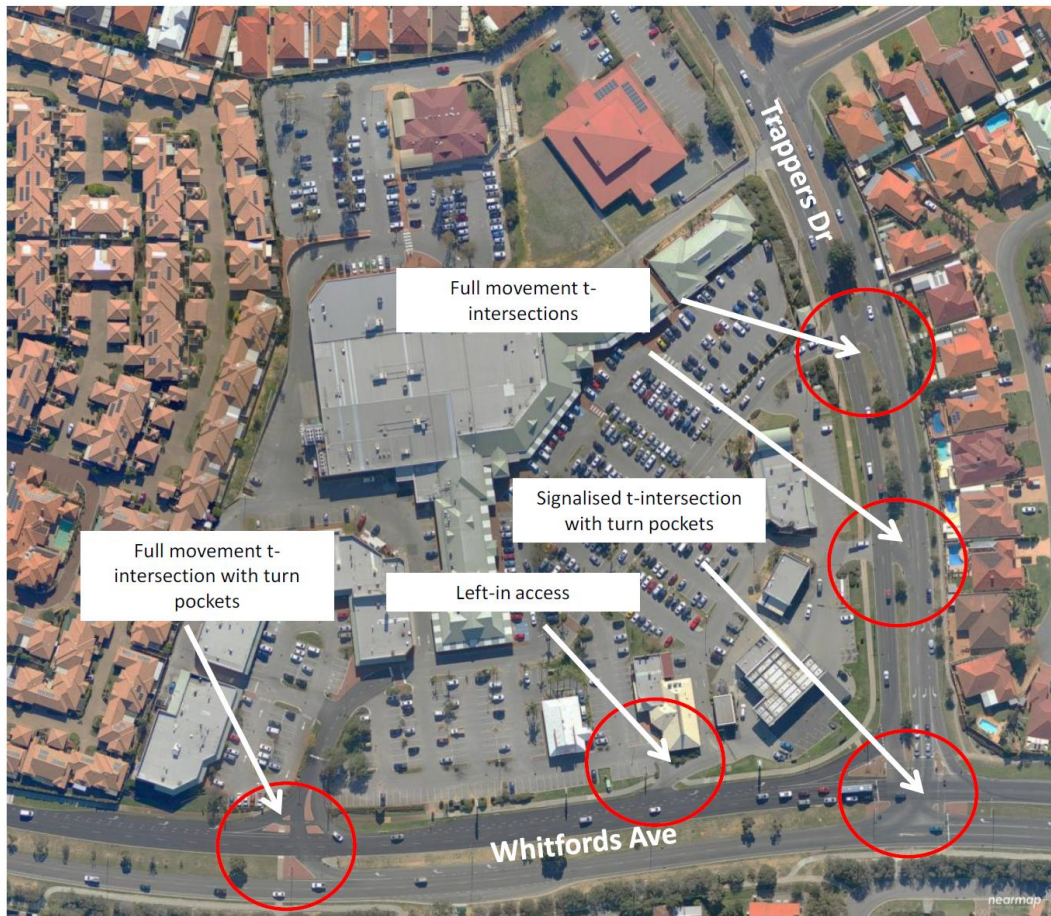 Trappers Dr
Full movement t-
intersections
Signalised t-intersection
with turn pockets
Full movement t-
intersection with turn
pockets
Left-in access
Whitfords Ave
nearmap